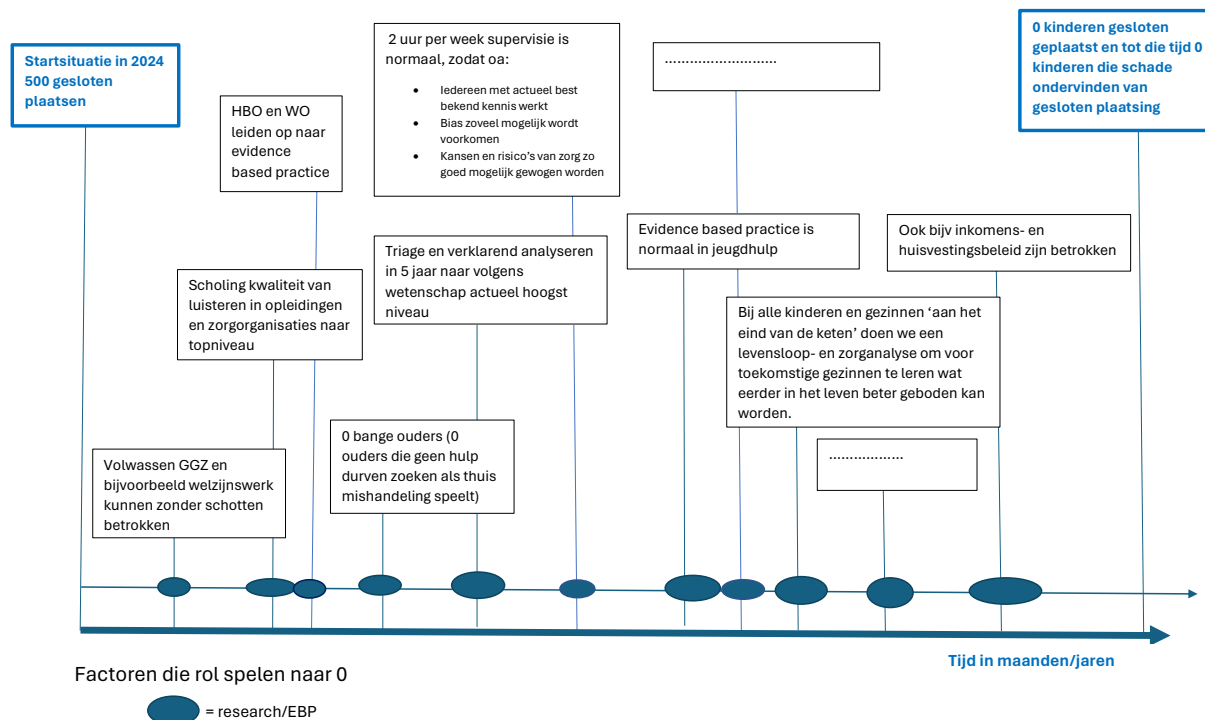 Startsituatie in 2024
500 gesloten
plaatsen
HBO en WO
leiden op naar
evidence
based practice
2 uur per week supervisie is
normaal, zodat oa:
• Iedereen met actueel best
bekend kennis werkt
• Bias zoveel mogelijk wordt
voorkomen
• Kansen en risico's van zorg zo
goed mogelijk gewogen worden
...........................
0 kinderen gesloten
geplaatst en tot die tijd 0
kinderen die schade
ondervinden van
gesloten plaatsing
Scholing kwaliteit van
luisteren in opleidingen
en zorgorganisaties naar
topniveau
Triage en verklarend analyseren
in 5 jaar naar volgens
wetenschap actueel hoogst
niveau
Evidence based practice is
normaal in jeugdhulp
Ook bijv inkomens- en
huisvestingsbeleid zijn betrokken
Bij alle kinderen en gezinnen ‘aan het
eind van de keten’ doen we een
levensloop- en zorganalyse om voor
toekomstige gezinnen te leren wat
eerder in het leven beter geboden kan
worden.
Volwassen GGZ en
bijvoorbeeld welzijnswerk
kunnen zonder schotten
betrokken
0 bange ouders (0
ouders die geen hulp
durven zoeken als thuis
mishandeling speelt)
..................
Tijd in maanden/jaren
Factoren die rol spelen naar 0
= research/EBP